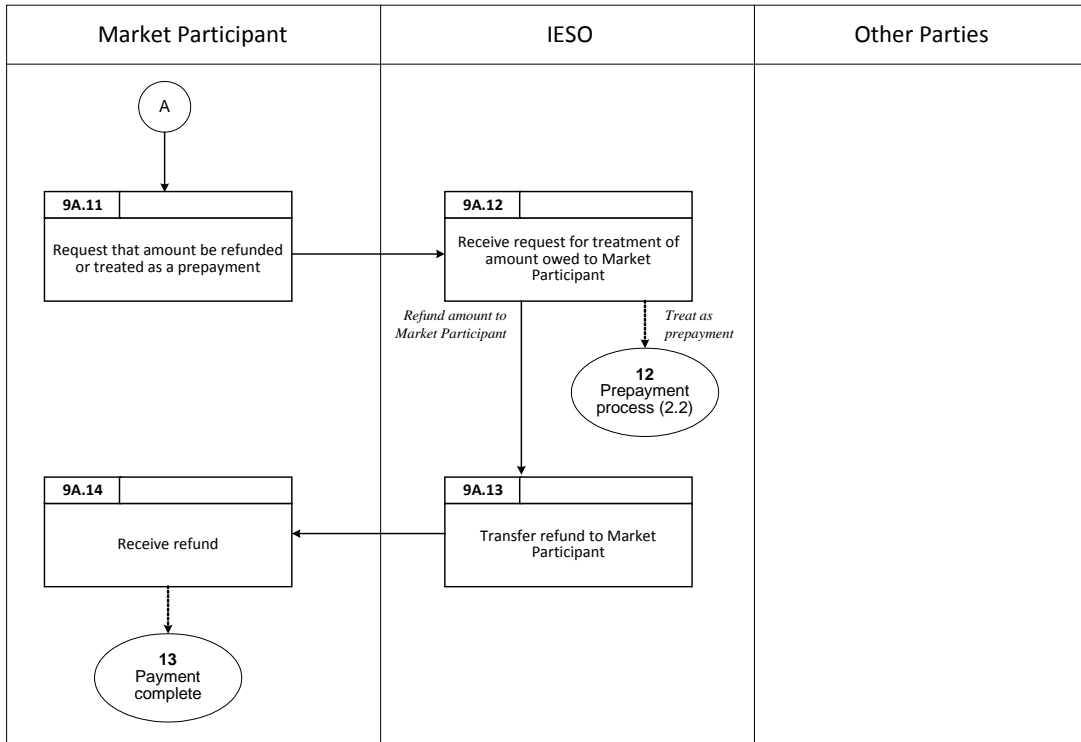 Market Participant
IESO
Other Parties
A
9A.11
Request that amount be refunded
or treated as a prepayment
9A.12
Receive request for treatment of
amount owed to Market
Participant
Refund amount to
Market Participant
Treat as
prepayment
12
Prepayment
process (2.2)
9A.14
Receive refund
9A.13
Transfer refund to Market
Participant
13
Payment
complete